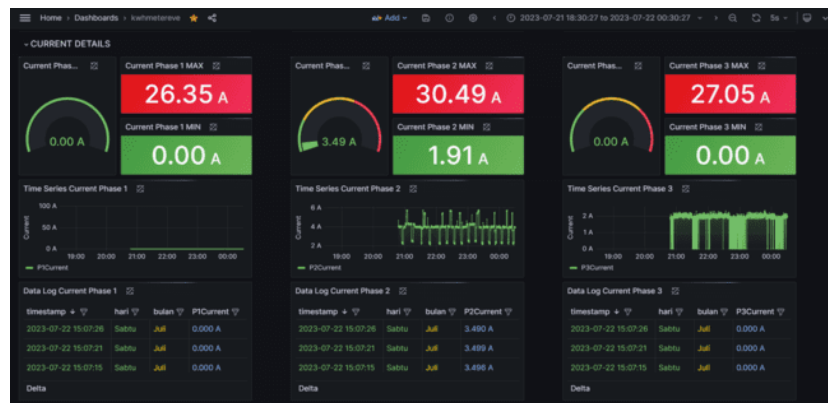 Home › Dashboards › kwhmetereve
Add
2023-07-21 18:30:27 to 2023-07-22 00:30:27
5s
CURRENT DETAILS
Current Phas...
Current Phase 1 MAX
26.35 A
0.00 A
Current Phase 1 MIN
0.00 A
Current Phas...
Current Phase 2 MAX
30.49 A
3.49 A
Current Phase 2 MIN
1.91 A
Current Phas...
Current Phase 3 MAX
27.05 A
0.00 A
Current Phase 3 MIN
0.00 A
Time Series Current Phase 1
Current
100 A
50 A
0 A
19:00 20:00 21:00 22:00 23:00 00:00
P1Current
Time Series Current Phase 2
Current
6 A
4 A
2 A
19:00 20:00 21:00 22:00 23:00 00:00
P2Current
Time Series Current Phase 3
Current
2 A
1 A
0 A
19:00 20:00 21:00 22:00 23:00 00:00
P3Current
Data Log Current Phase 1
timestamp hari bulan P1Current
2023-07-22 15:07:26 Sabtu Juli 0.000 A
2023-07-22 15:07:21 Sabtu Juli 0.000 A
2023-07-22 15:07:15 Sabtu Juli 0.000 A
Delta
Data Log Current Phase 2
timestamp hari bulan P2Current
2023-07-22 15:07:26 Sabtu Juli 3.490 A
2023-07-22 15:07:21 Sabtu Juli 3.499 A
2023-07-22 15:07:15 Sabtu Juli 3.496 A
Delta
Data Log Current Phase 3
timestamp hari bulan P3Current
2023-07-22 15:07:26 Sabtu Juli 0.000 A
2023-07-22 15:07:21 Sabtu Juli 0.000 A
2023-07-22 15:07:15 Sabtu Juli 0.000 A
Delta